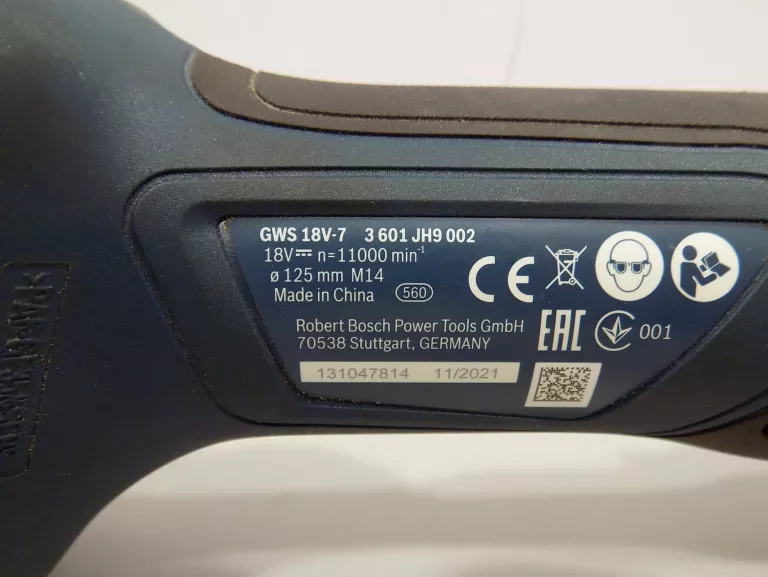 GWS 18V-7 3 601 JH9 002
18V⎓ n=11000 min⁻¹
ø 125 mm M14
Made in China 560
CE
Robert Bosch Power Tools GmbH
70538 Stuttgart, GERMANY
EAC 001
131047814 11/2021